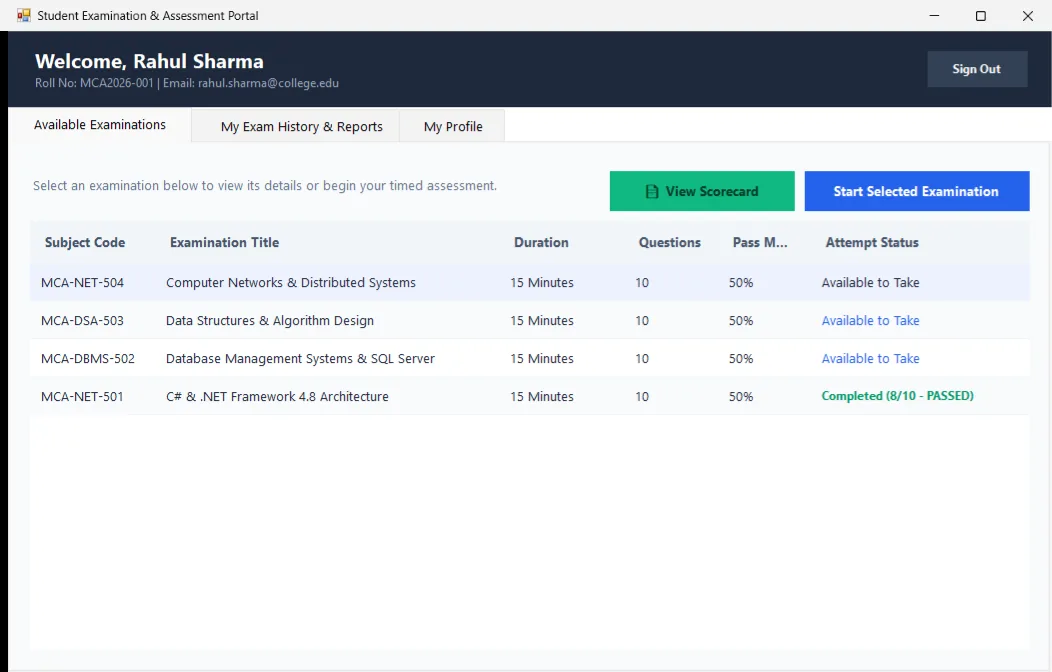 Student Examination & Assessment Portal
Welcome, Rahul Sharma
Roll No: MCA2026-001 | Email: rahul.sharma@college.edu
Sign Out
Available Examinations
My Exam History & Reports
My Profile
Select an examination below to view its details or begin your timed assessment.
View Scorecard
Start Selected Examination
Subject Code Examination Title Duration Questions Pass M... Attempt Status
MCA-NET-504 Computer Networks & Distributed Systems 15 Minutes 10 50% Available to Take
MCA-DSA-503 Data Structures & Algorithm Design 15 Minutes 10 50% Available to Take
MCA-DBMS-502 Database Management Systems & SQL Server 15 Minutes 10 50% Available to Take
MCA-NET-501 C# & .NET Framework 4.8 Architecture 15 Minutes 10 50% Completed (8/10 - PASSED)